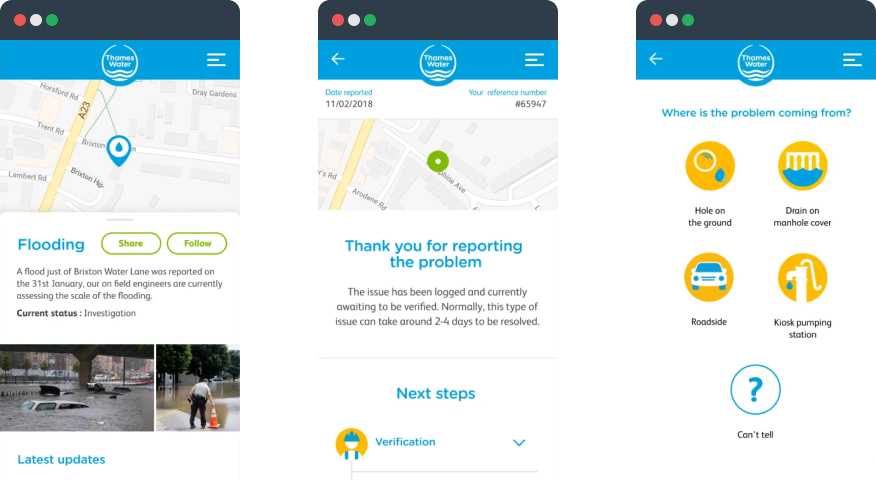 Thames
Water
Horsford Rd
Dray Gardens
A23
Trent Rd
Brixton
Lambert Rd
Brixton Hgr
Flooding
Share
Follow
A flood just of Brixton Water Lane was reported on
the 31st Ianuary, our on field engineers are currently
assessing the scale of the flooding.
Current status : Investigation
Latest updates
Thames
Water
Date reported
Your reference number
11/02/2018
#65947
Arodene Rd
Thank you for reporting
the problem
The issue has been logged and currently
awaiting to be verified. Normally, this type of
issue can take around 2-4 days to be resolved.
Next steps
Verification
Thames
Water
Where is the problem coming from?
Hole on
the ground
Drain on
manhole cover
Roadside
Kiosk pumping
station
?
Can't tell